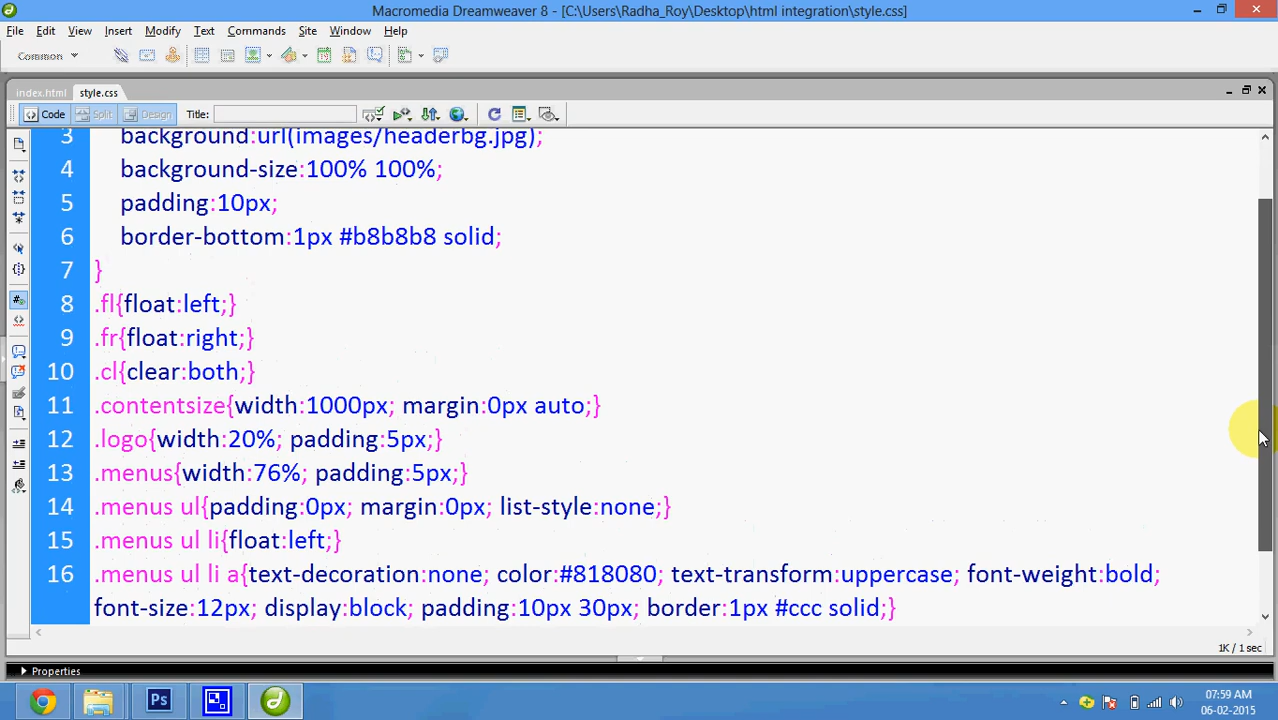 Macromedia Dreamweaver 8 - [C:\Users\Radha_Roy\Desktop\html integration\style.css]
File Edit View Insert Modify Text Commands Site Window Help
Common
index.html style.css
Code Split Design Title:
3 background:url(images/headerbg.jpg);
4 background-size:100% 100%;
5 padding:10px;
6 border-bottom:1px #b8b8b8 solid;
7 }
8 .fl{float:left;}
9 .fr{float:right;}
10 .cl{clear:both;}
11 .contentsize{width:1000px; margin:0px auto;}
12 .logo{width:20%; padding:5px;}
13 .menus{width:76%; padding:5px;}
14 .menus ul{padding:0px; margin:0px; list-style:none;}
15 .menus ul li{float:left;}
16 .menus ul li a{text-decoration:none; color:#818080; text-transform:uppercase; font-weight:bold;
font-size:12px; display:block; padding:10px 30px; border:1px #ccc solid;}
1K / 1 sec
Properties
Ps
07:59 AM
06-02-2015